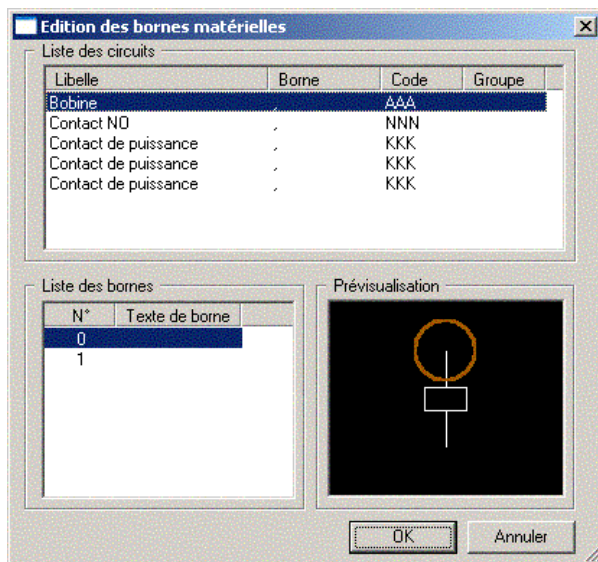 Edition des bornes matérielles
Liste des circuits
Libelle Borne Code Groupe
Bobine , AAA
Contact NO , NNN
Contact de puissance , KKK
Contact de puissance , KKK
Contact de puissance , KKK
Liste des bornes
N° Texte de borne
0
1
Prévisualisation
OK Annuler